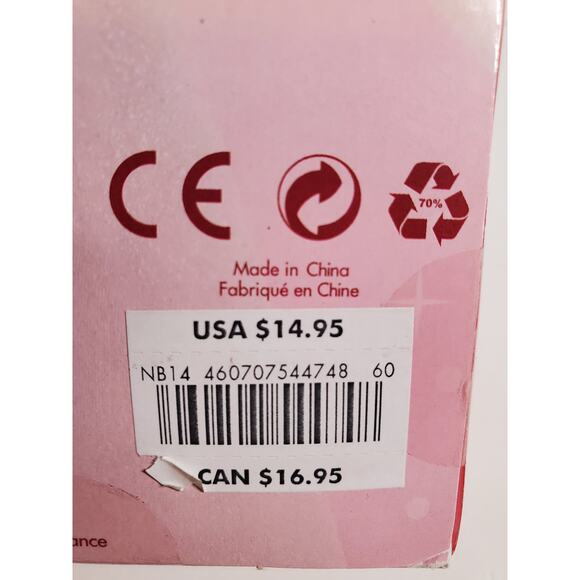 CE
70%
Made in China
Fabriqué en Chine
USA $14.95
NB14 460707544748 60
CAN $16.95
ance